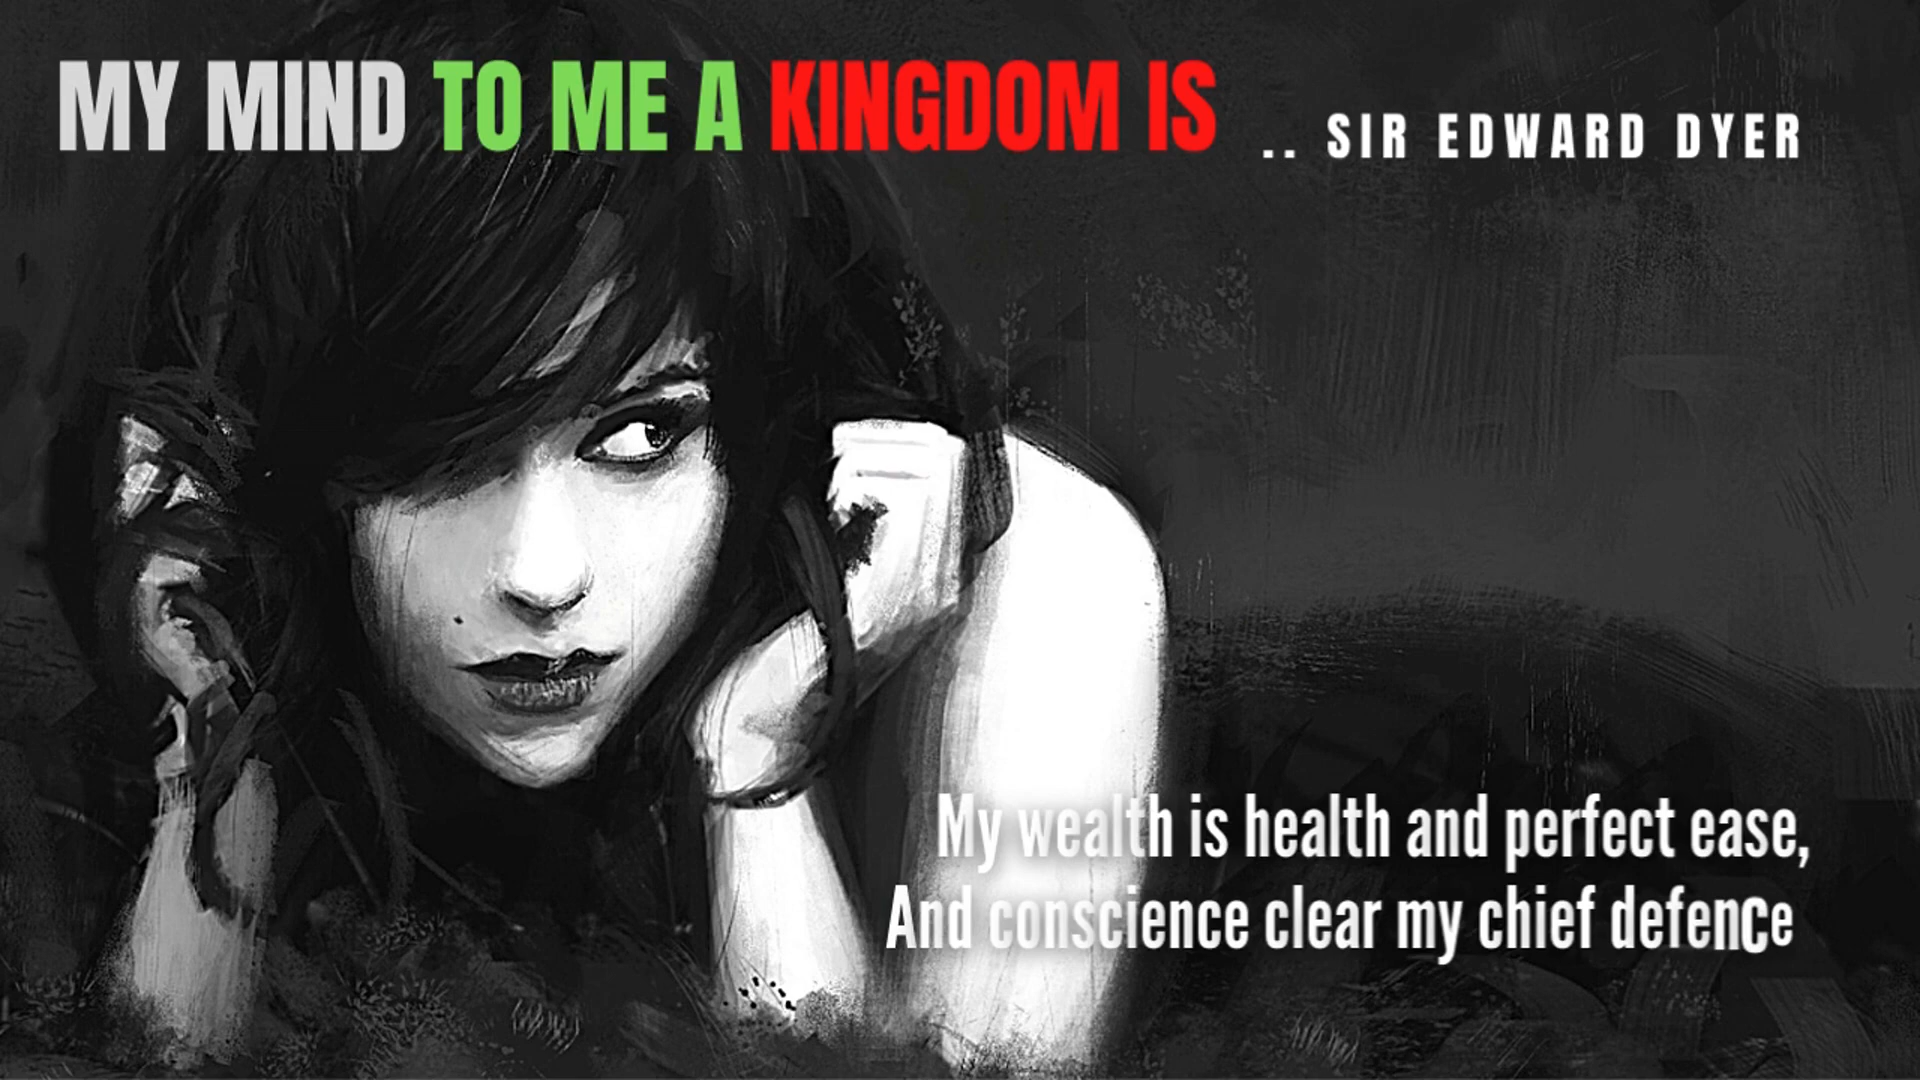 MY MIND TO ME A KINGDOM IS .. SIR EDWARD DYER
My wealth is health and perfect ease,
And conscience clear my chief defence